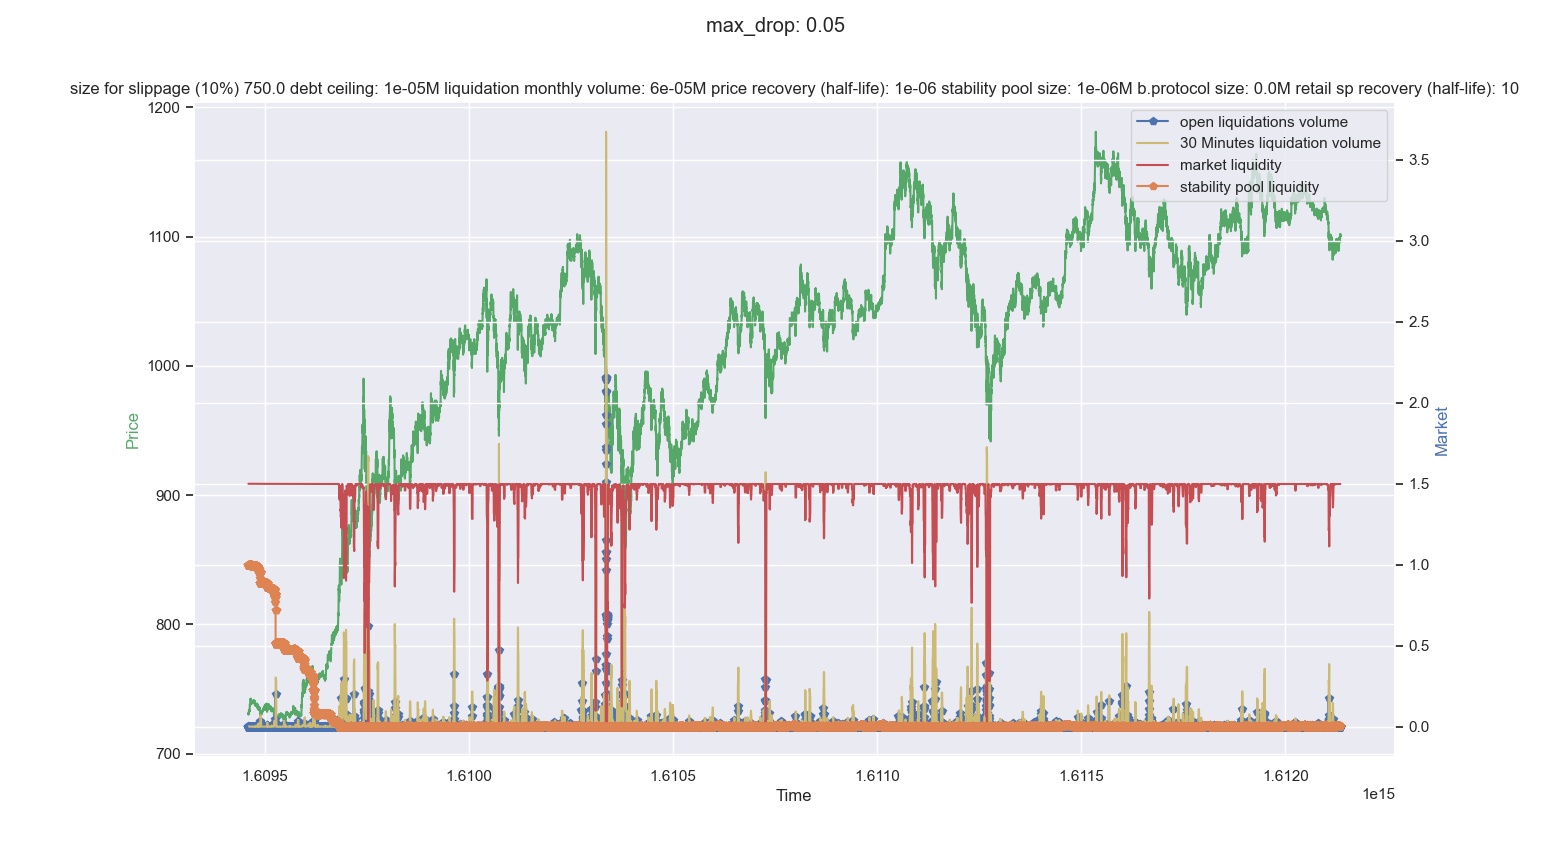 max_drop: 0.05
size for slippage (10%) 750.0 debt ceiling: 1e-05M liquidation monthly volume: 6e-05M price recovery (half-life): 1e-06 stability pool size: 1e-06M b.protocol size: 0.0M retail sp recovery (half-life): 10
open liquidations volume
30 Minutes liquidation volume
market liquidity
stability pool liquidity
1200
1100
1000
900
800
700
Price
3.5
3.0
2.5
2.0
1.5
1.0
0.5
0.0
Market
1.6095 1.6100 1.6105 1.6110 1.6115 1.6120
1e15
Time